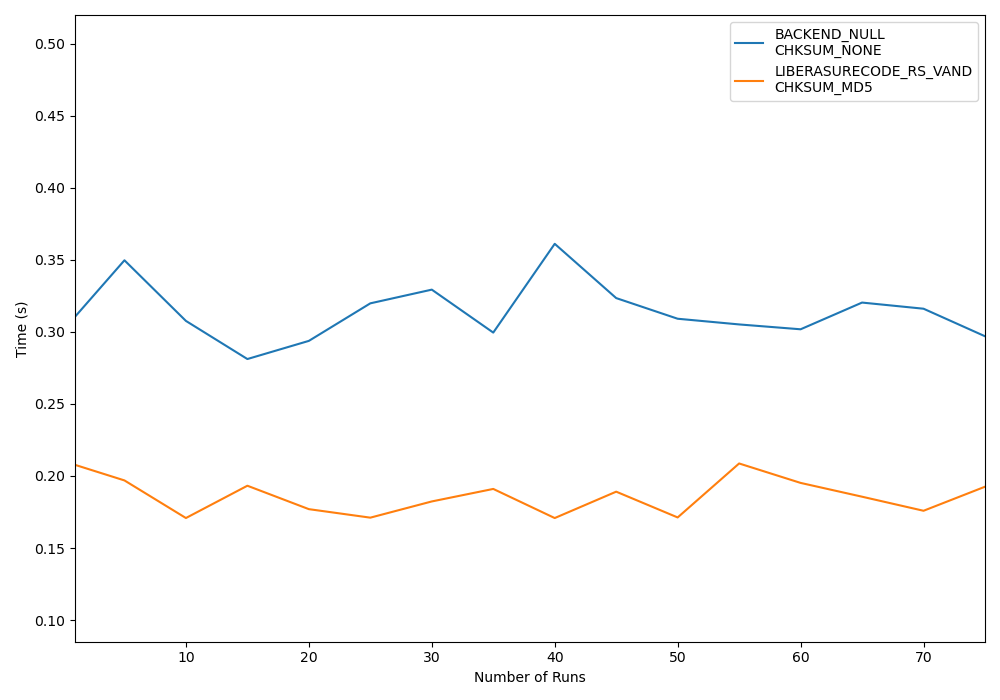 BACKEND_NULL
CHKSUM_NONE
LIBERASURECODE_RS_VAND
CHKSUM_MD5
0.50
0.45
0.40
0.35
0.30
0.25
0.20
0.15
0.10
Time (s)
10 20 30 40 50 60 70
Number of Runs